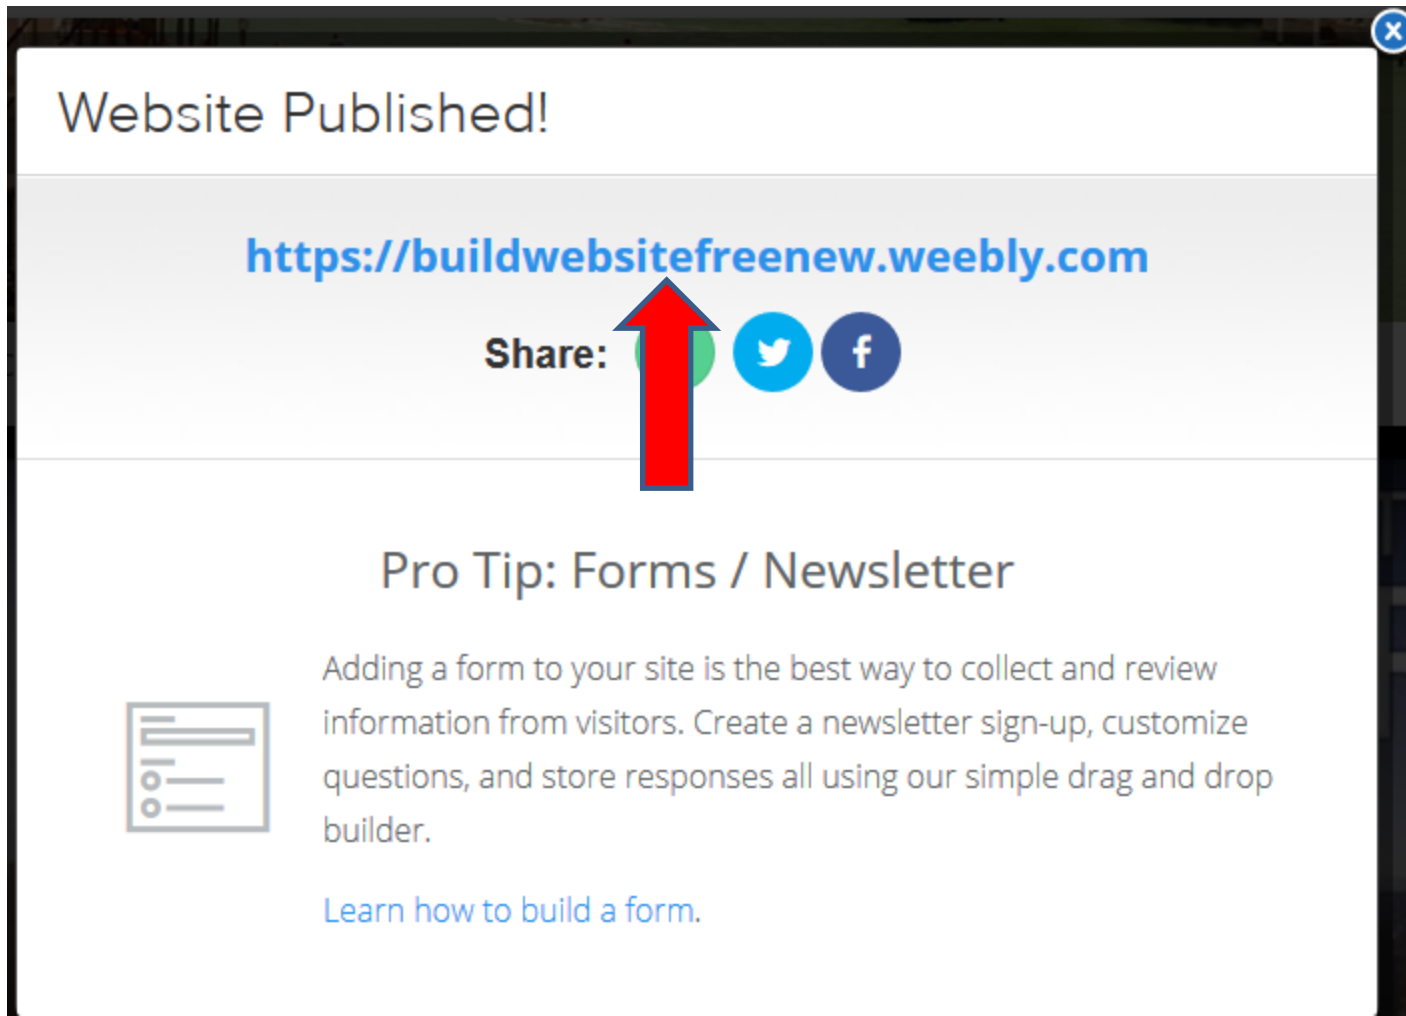 Website Published!
https://buildwebsitefreenew.weebly.com
Share:
Pro Tip: Forms / Newsletter
Adding a form to your site is the best way to collect and review
information from visitors. Create a newsletter sign-up, customize
questions, and store responses all using our simple drag and drop
builder.
Learn how to build a form.